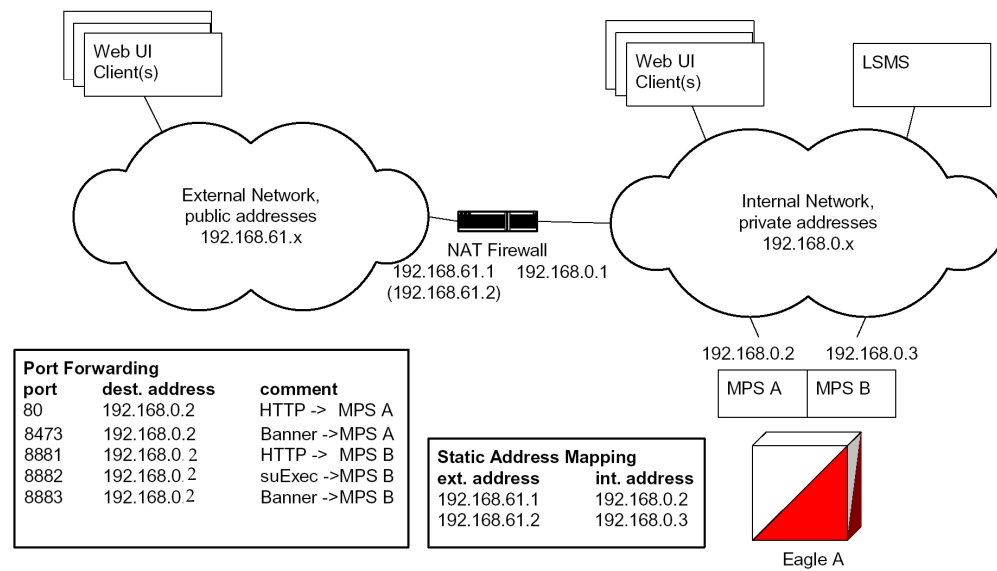 Web UI
Client(s)
Web UI
Client(s)
LSMS
External Network,
public addresses
192.168.61.x
Internal Network,
private addresses
192.168.0.x
NAT Firewall
192.168.61.1 192.168.0.1
(192.168.61.2)
192.168.0.2 192.168.0.3
MPS A MPS B
Port Forwarding
port dest. address comment
80 192.168.0.2 HTTP -> MPS A
8473 192.168.0.2 Banner ->MPS A
8881 192.168.0.2 HTTP -> MPS B
8882 192.168.0.2 suExec ->MPS B
8883 192.168.0.2 Banner ->MPS B
Static Address Mapping
ext. address int. address
192.168.61.1 192.168.0.2
192.168.61.2 192.168.0.3
Eagle A